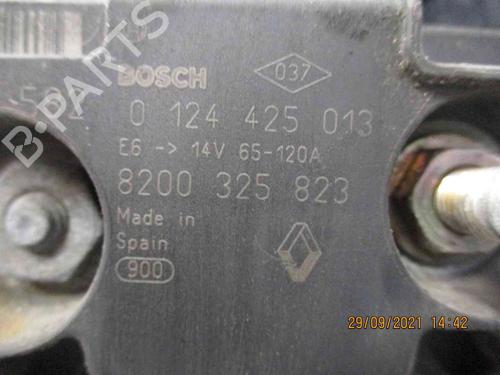 BOSCH 037
0 124 425 013
E6 -> 14V 65-120A
8200 325 823
Made in
Spain
900
B-PARTS
29/09/2021 14:42